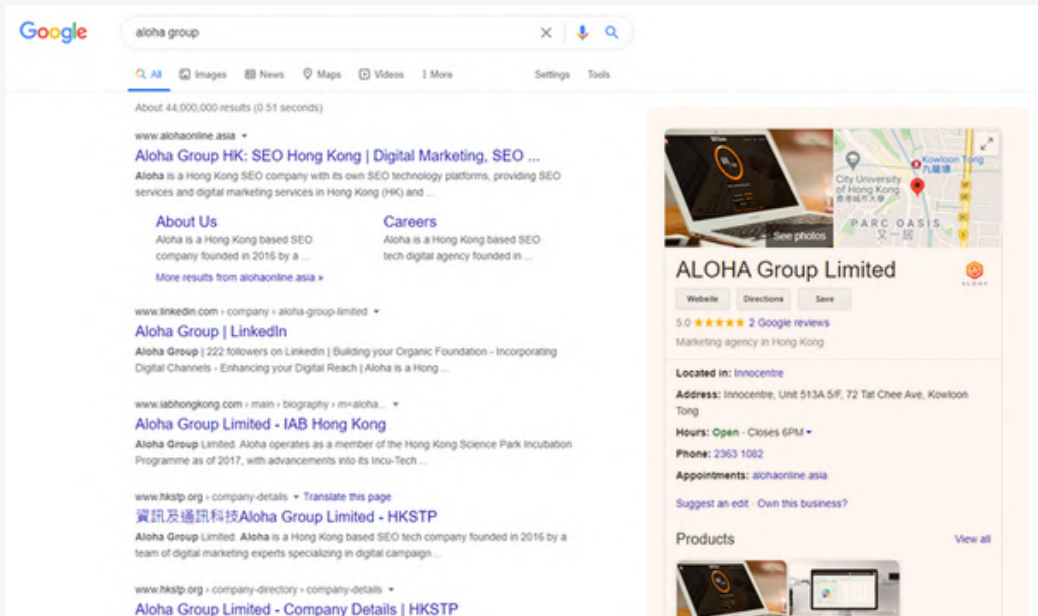 Google
aloha group
All Images News Maps Videos More Settings Tools
About 44,000,000 results (0.51 seconds)
www.alohaonline.asia
Aloha Group HK: SEO Hong Kong | Digital Marketing, SEO ...
Aloha is a Hong Kong SEO company with its own SEO technology platforms, providing SEO
services and digital marketing services in Hong Kong (HK) and ...
About Us
Aloha is a Hong Kong based SEO
company founded in 2016 by a ...
Careers
Aloha is a Hong Kong based SEO
tech digital agency founded in ...
More results from alohaonline.asia »
www.linkedin.com › company › aloha-group-limited
Aloha Group | LinkedIn
Aloha Group | 222 followers on LinkedIn | Building your Organic Foundation - Incorporating
Digital Channels - Enhancing your Digital Reach | Aloha is a Hong ...
www.iabhongkong.com › main › biography › m=aloha...
Aloha Group Limited - IAB Hong Kong
Aloha Group Limited. Aloha operates as a member of the Hong Kong Science Park Incubation
Programme as of 2017, with advancements into its Incu-Tech ...
www.hkstp.org › company-details Translate this page
資訊及通訊科技Aloha Group Limited - HKSTP
Aloha Group Limited. Aloha is a Hong Kong based SEO tech company founded in 2016 by a
team of digital marketing experts specializing in digital campaign ...
www.hkstp.org › company-directory › company-details
Aloha Group Limited - Company Details | HKSTP
See photos
Kowloon Tong
九龍塘
City University
of Hong Kong
香港城市大學
PARC OASIS
又一居
ALOHA Group Limited
ALOHA
Website Directions Save
5.0 2 Google reviews
Marketing agency in Hong Kong
Located in: Innocentre
Address: Innocentre, Unit 513A 5/F, 72 Tat Chee Ave, Kowloon
Tong
Hours: Open · Closes 6PM
Phone: 2363 1082
Appointments: alohaonline.asia
Suggest an edit · Own this business?
Products View all